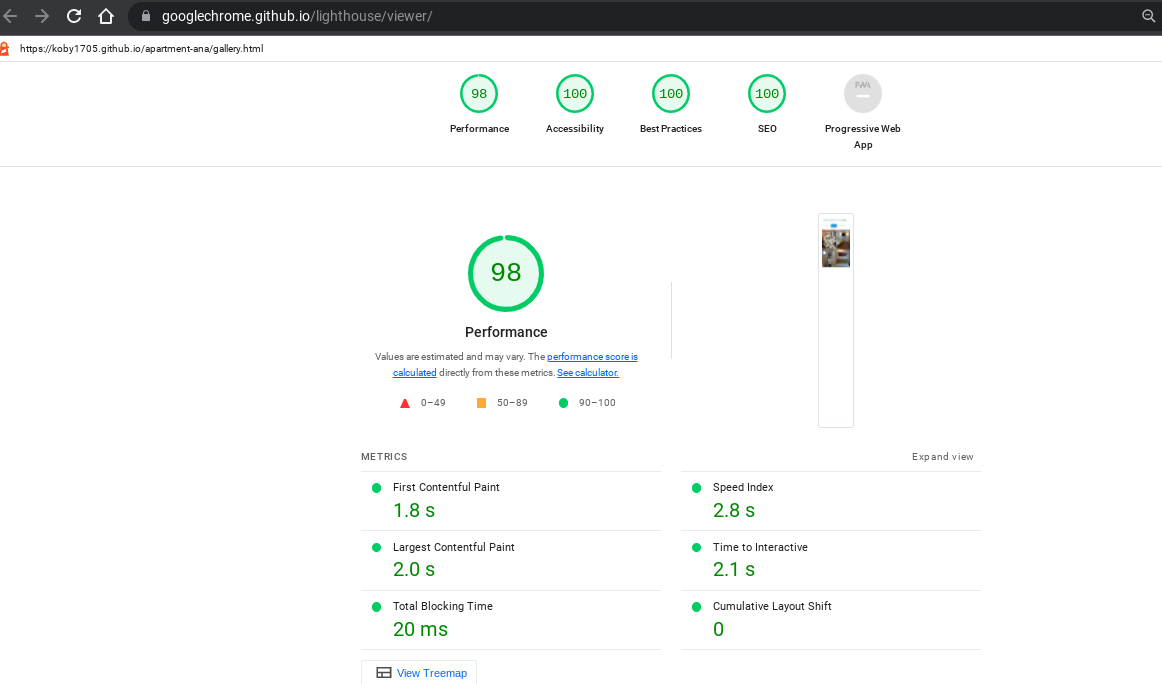 googlechrome.github.io/lighthouse/viewer/
https://koby1705.github.io/apartment-ana/gallery.html
98 100 100 100 PWA
Performance Accessibility Best Practices SEO Progressive Web
App
98
Performance
Values are estimated and may vary. The performance score is
calculated directly from these metrics. See calculator.
0–49 50–89 90–100
METRICS Expand view
First Contentful Paint
1.8 s
Speed Index
2.8 s
Largest Contentful Paint
2.0 s
Time to Interactive
2.1 s
Total Blocking Time
20 ms
Cumulative Layout Shift
0
View Treemap